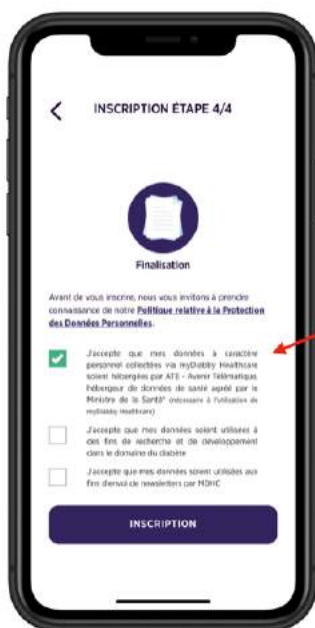 INSCRIPTION ÉTAPE 4/4
Finalisation
Avant de vous inscrire, nous vous invitons à prendre
connaissance de notre Politique relative à la Protection
des Données Personnelles.
J'accepte que mes données à caractère
personnel collectées via myDiabby Healthcare
soient hébergées par ATE - Avenir Télématique,
hébergeur de données de santé agréé par le
Ministre de la Santé* (nécessaire à l'utilisation de
myDiabby Healthcare)
J'accepte que mes données soient utilisées à
des fins de recherche et de développement
dans le domaine du diabète
J'accepte que mes données soient utilisées aux
fins d'envoi de newsletters par MDHC
INSCRIPTION